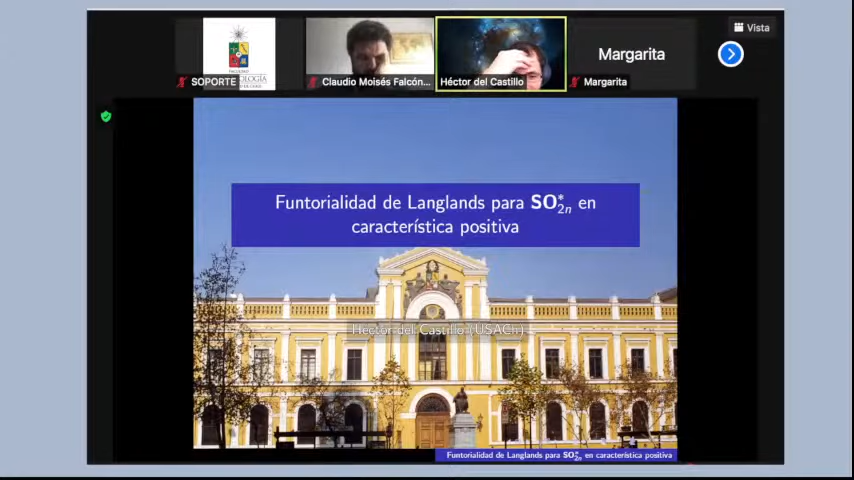 Vista
SOPORTE
Claudio Moisés Falcón...
Héctor del Castillo
Margarita
Margarita
Funtorialidad de Langlands para SO*2n en
característica positiva
Héctor del Castillo (USACh)
Funtorialidad de Langlands para SO*2n en característica positiva